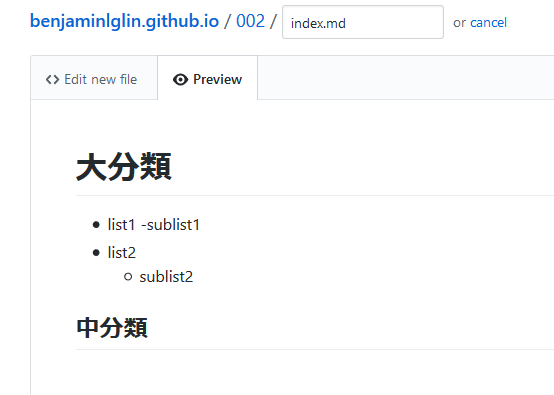 benjaminlglin.github.io / 002 / index.md or cancel
Edit new file Preview
大分類
list1 -sublist1
list2
sublist2
中分類